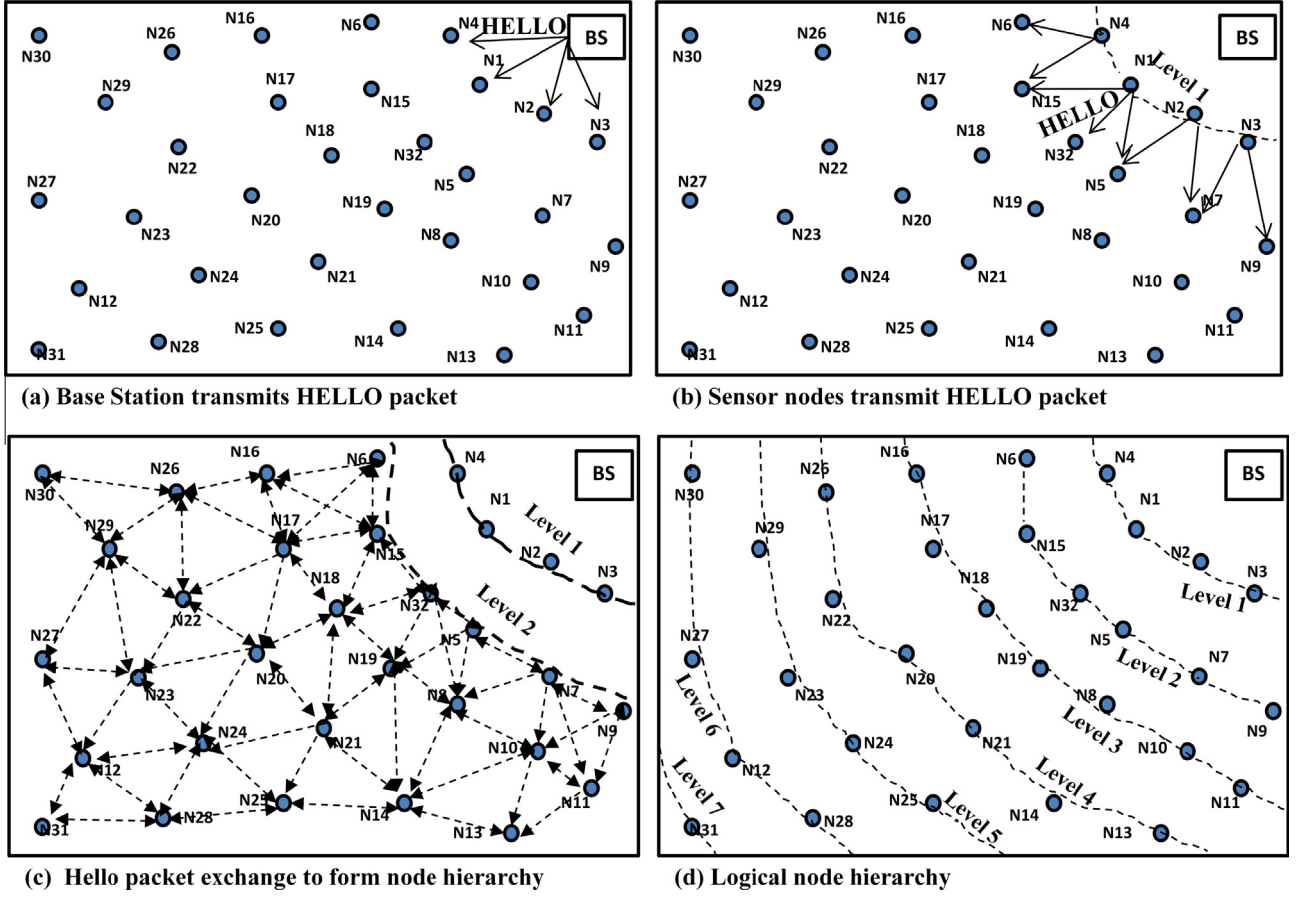 N16 N6 N4 HELLO BS
N26
N30
N1
N29 N17 N15 N2 N3
N18 N32
N22 N5
N27 N19 N7
N20
N23 N8 N9
N21 N10
N24
N12 N11
N25 N14
N28 N13
N31
(a) Base Station transmits HELLO packet
N16 N6 N4 BS
N26
N30
N1 Level 1
N29 N17 N15 N2 N3
HELLO
N18 N32
N22 N5
N27 N19 N7
N20
N23 N8 N9
N21 N10
N24
N12 N11
N25 N14
N28 N13
N31
(b) Sensor nodes transmit HELLO packet
N16 N6 N4 BS
N26
N30
N1 Level 1
N29 N17 N15 N2 N3
N18 N32 Level 2
N22 N5
N27 N19 N7
N20
N23 N8 N9
N21 N10
N24
N12 N11
N25 N14
N28 N13
N31
(c) Hello packet exchange to form node hierarchy
N16 N6 N4 BS
N26
N30
N1
N29 N17 N15 N2 N3
N18 N32 Level 1
N22 N5
N27 N19 Level 2 N7
N20
N23 N8 N9
Level 6 Level 3 N10
N24 N21
N12 Level 4 N11
Level 7 N25 Level 5 N14
N28 N13
N31
(d) Logical node hierarchy